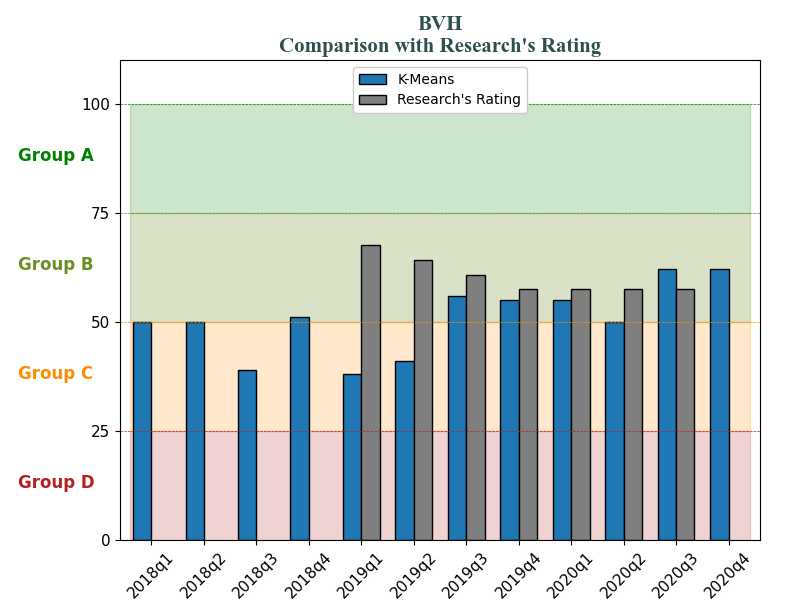 BVH
Comparison with Research's Rating
K-Means
Research's Rating
100
Group A
75
Group B
50
Group C
25
Group D
0
2018q1
2018q2
2018q3
2018q4
2019q1
2019q2
2019q3
2019q4
2020q1
2020q2
2020q3
2020q4